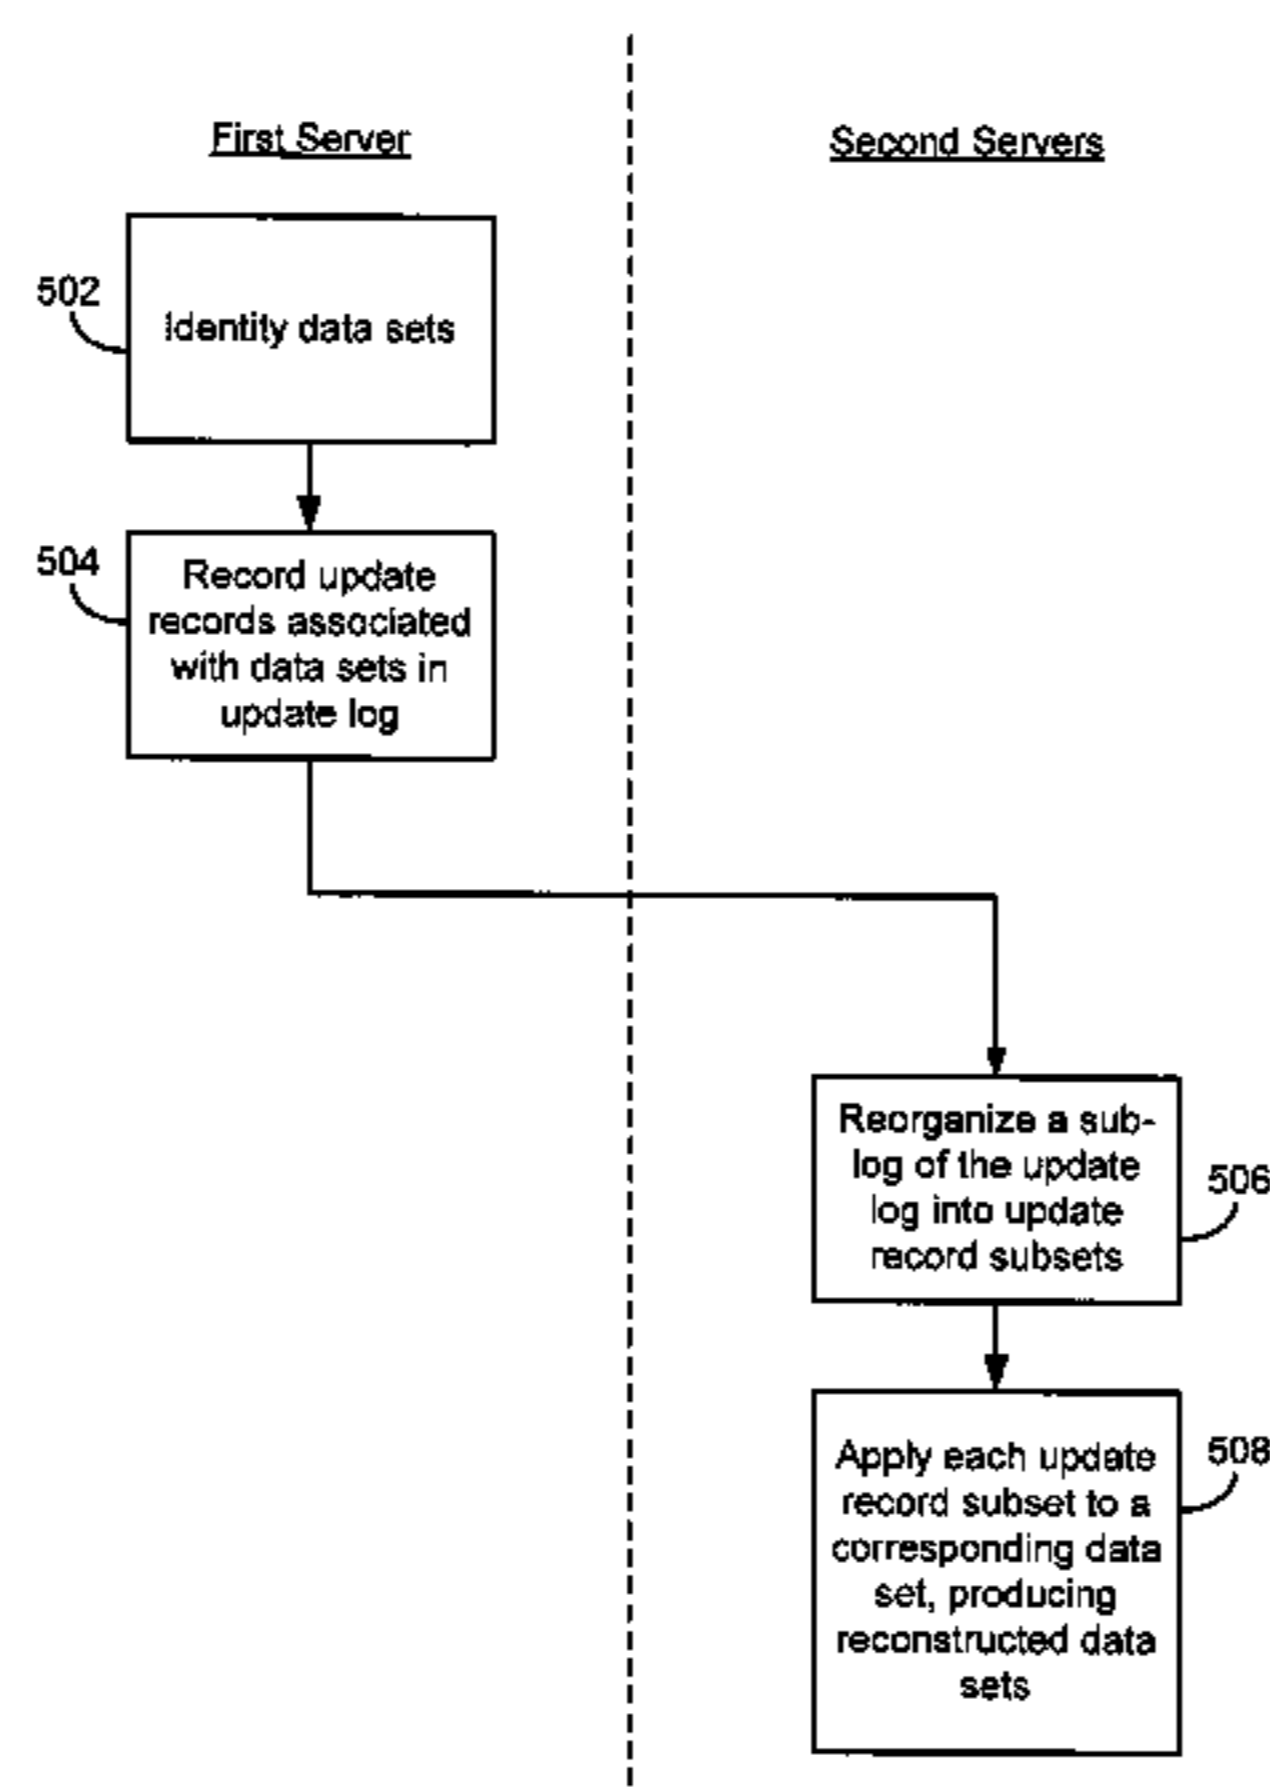 First Server
Second Servers
502
Identity data sets
504
Record update
records associated
with data sets in
update log
Reorganize a sub-
log of the update
log into update
record subsets
506
Apply each update
record subset to a
corresponding data
set, producing
reconstructed data
sets
508